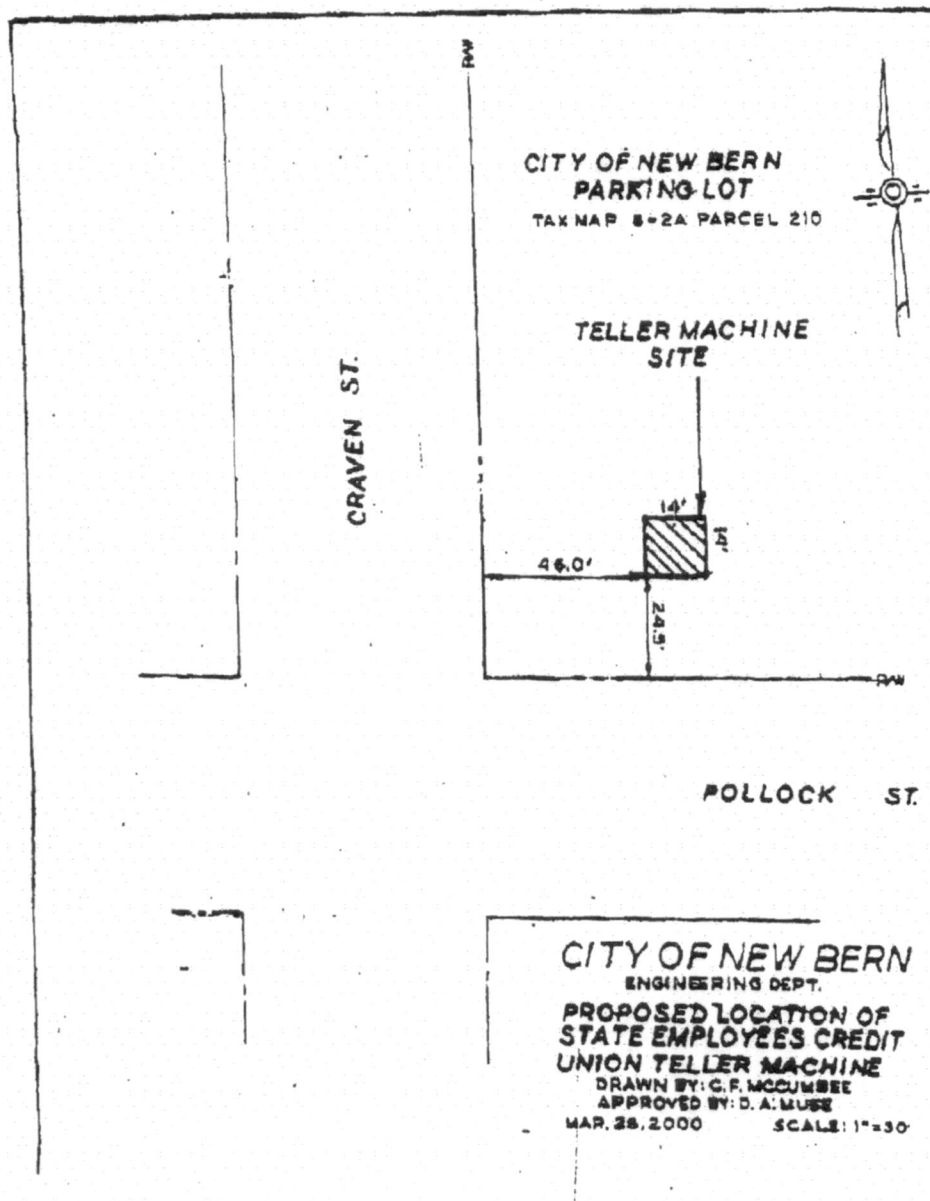 R/W
CITY OF NEW BERN
PARKING LOT
TAX MAP 8-2A PARCEL 210
TELLER MACHINE
SITE
CRAVEN ST.
14'
14'
46.0'
24.5'
R/W
POLLOCK ST.
CITY OF NEW BERN
ENGINEERING DEPT.
PROPOSED LOCATION OF
STATE EMPLOYEES CREDIT
UNION TELLER MACHINE
DRAWN BY: C.F. MCCUMBEE
APPROVED BY: D.A. MUSE
MAR. 28, 2000 SCALE: 1"=30'